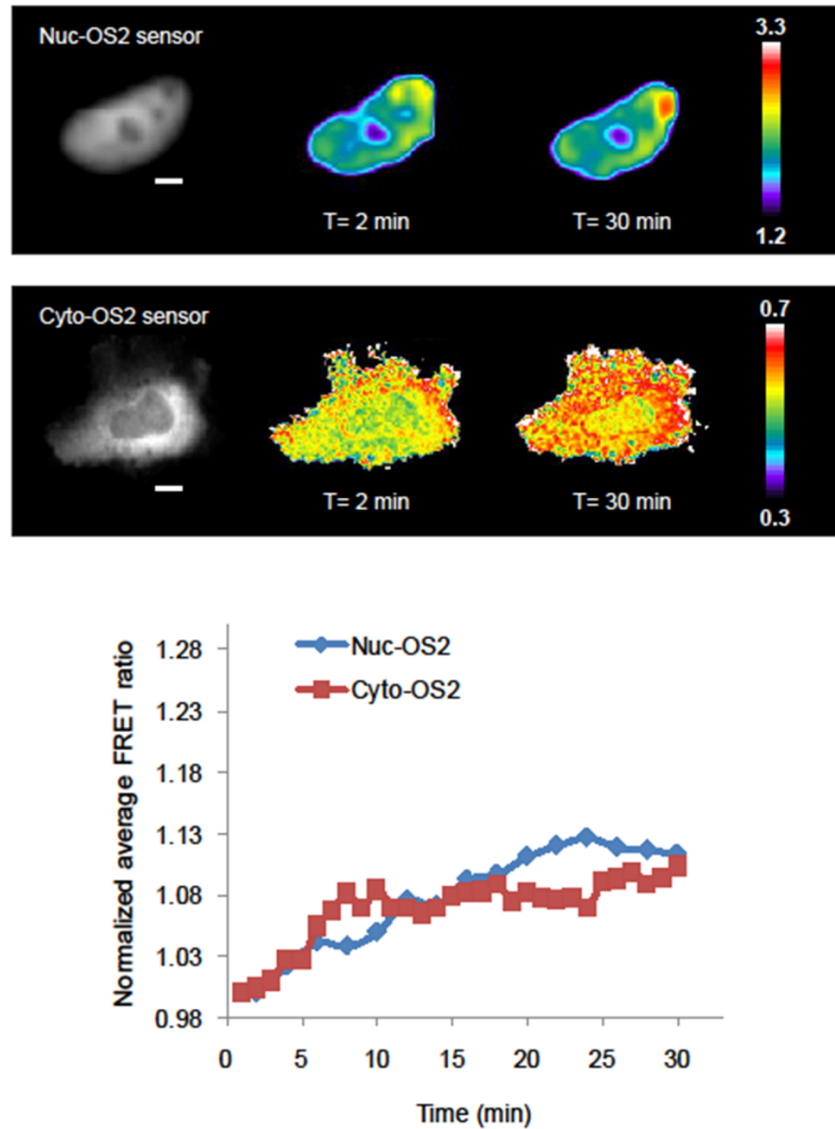 Nuc-OS2 sensor
3.3
T= 2 min
T= 30 min
1.2
Cyto-OS2 sensor
0.7
T= 2 min
T= 30 min
0.3
Normalized average FRET ratio
1.28
1.23
1.18
1.13
1.08
1.03
0.98
Nuc-OS2
Cyto-OS2
0 5 10 15 20 25 30
Time (min)